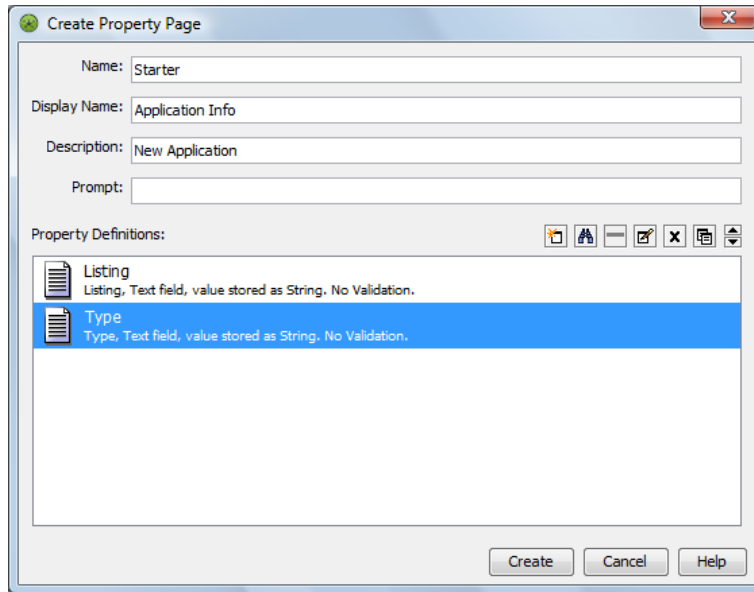 Create Property Page
Name: Starter
Display Name: Application Info
Description: New Application
Prompt:
Property Definitions:
Listing
Listing, Text field, value stored as String. No Validation.
Type
Type, Text field, value stored as String. No Validation.
Create Cancel Help